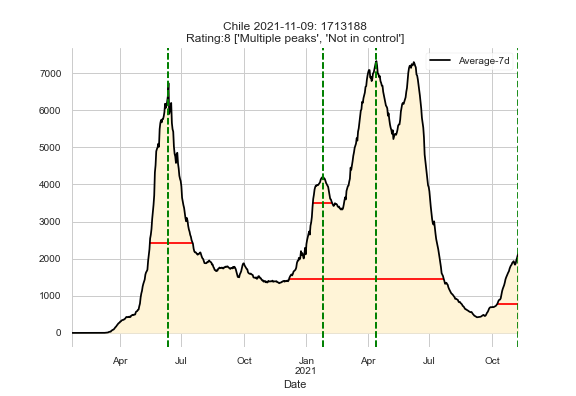 Chile 2021-11-09: 1713188
Rating:8 ['Multiple peaks', 'Not in control']
Average-7d
7000
6000
5000
4000
3000
2000
1000
0
Apr Jul Oct Jan Apr Jul Oct
2021
Date